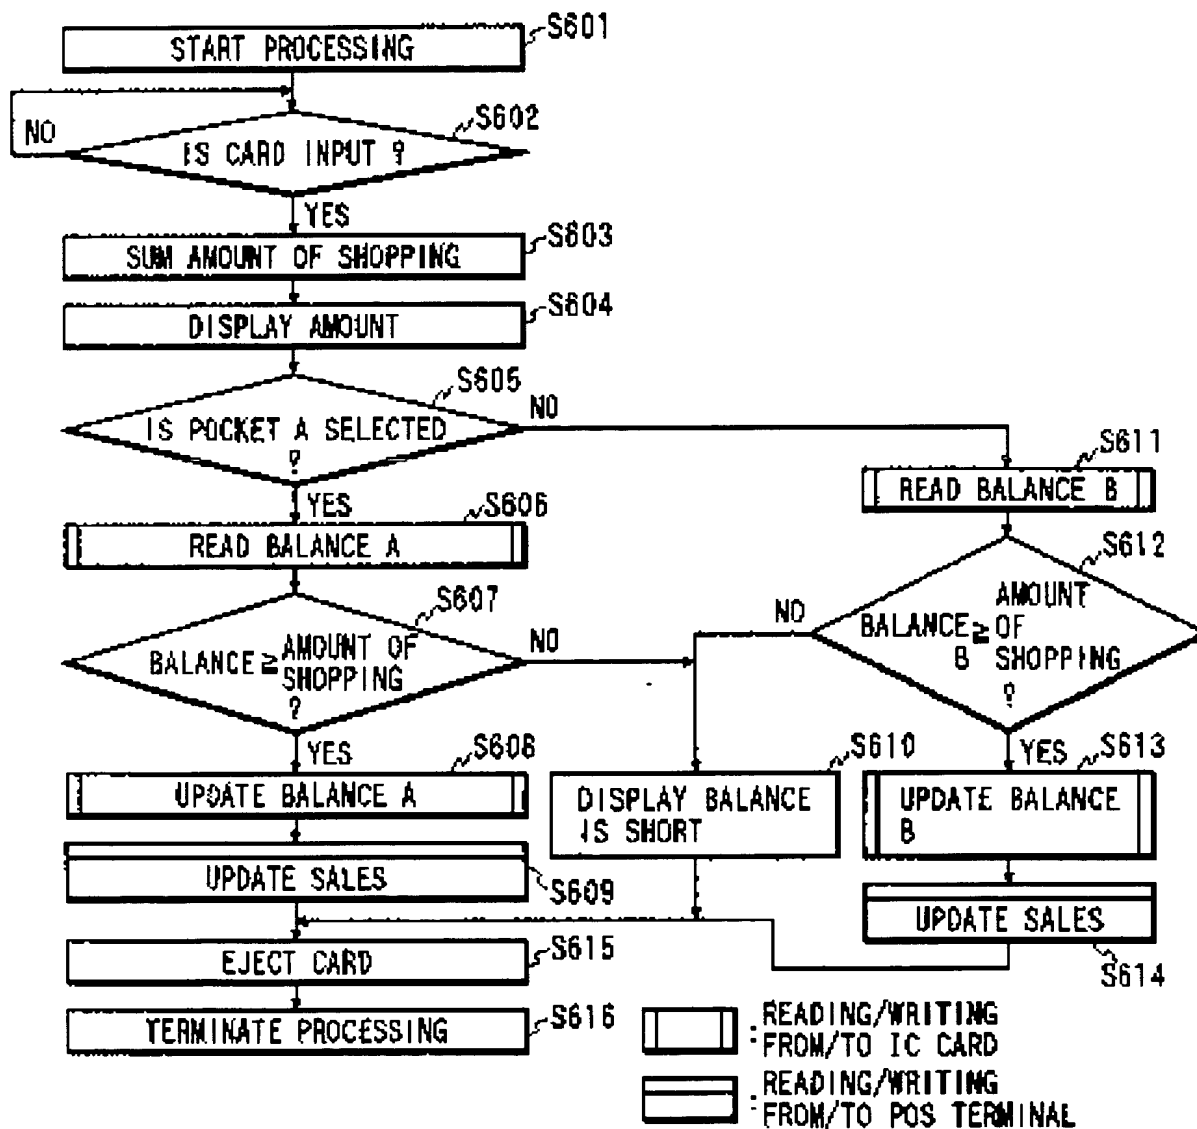 S601
START PROCESSING
NO
S602
IS CARD INPUT ?
YES
S603
SUM AMOUNT OF SHOPPING
S604
DISPLAY AMOUNT
S605
NO
IS POCKET A SELECTED
?
YES
S611
READ BALANCE B
S606
READ BALANCE A
S612
S607
NO
AMOUNT
BALANCE ≧ OF
B SHOPPING
?
NO
BALANCE ≧ AMOUNT OF
SHOPPING
?
YES
S608
UPDATE BALANCE A
S610
DISPLAY BALANCE
IS SHORT
YES
S613
UPDATE BALANCE
B
UPDATE SALES
S609
UPDATE SALES
S614
EJECT CARD
S615
TERMINATE PROCESSING
S616
: READING/WRITING
FROM/TO IC CARD
: READING/WRITING
FROM/TO POS TERMINAL